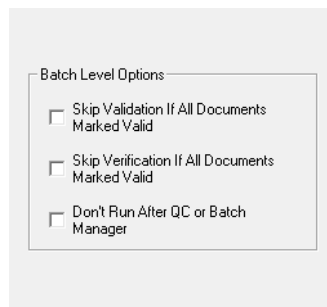 Batch Level Options
Skip Validation If All Documents
Marked Valid
Skip Verification If All Documents
Marked Valid
Don't Run After QC or Batch
Manager